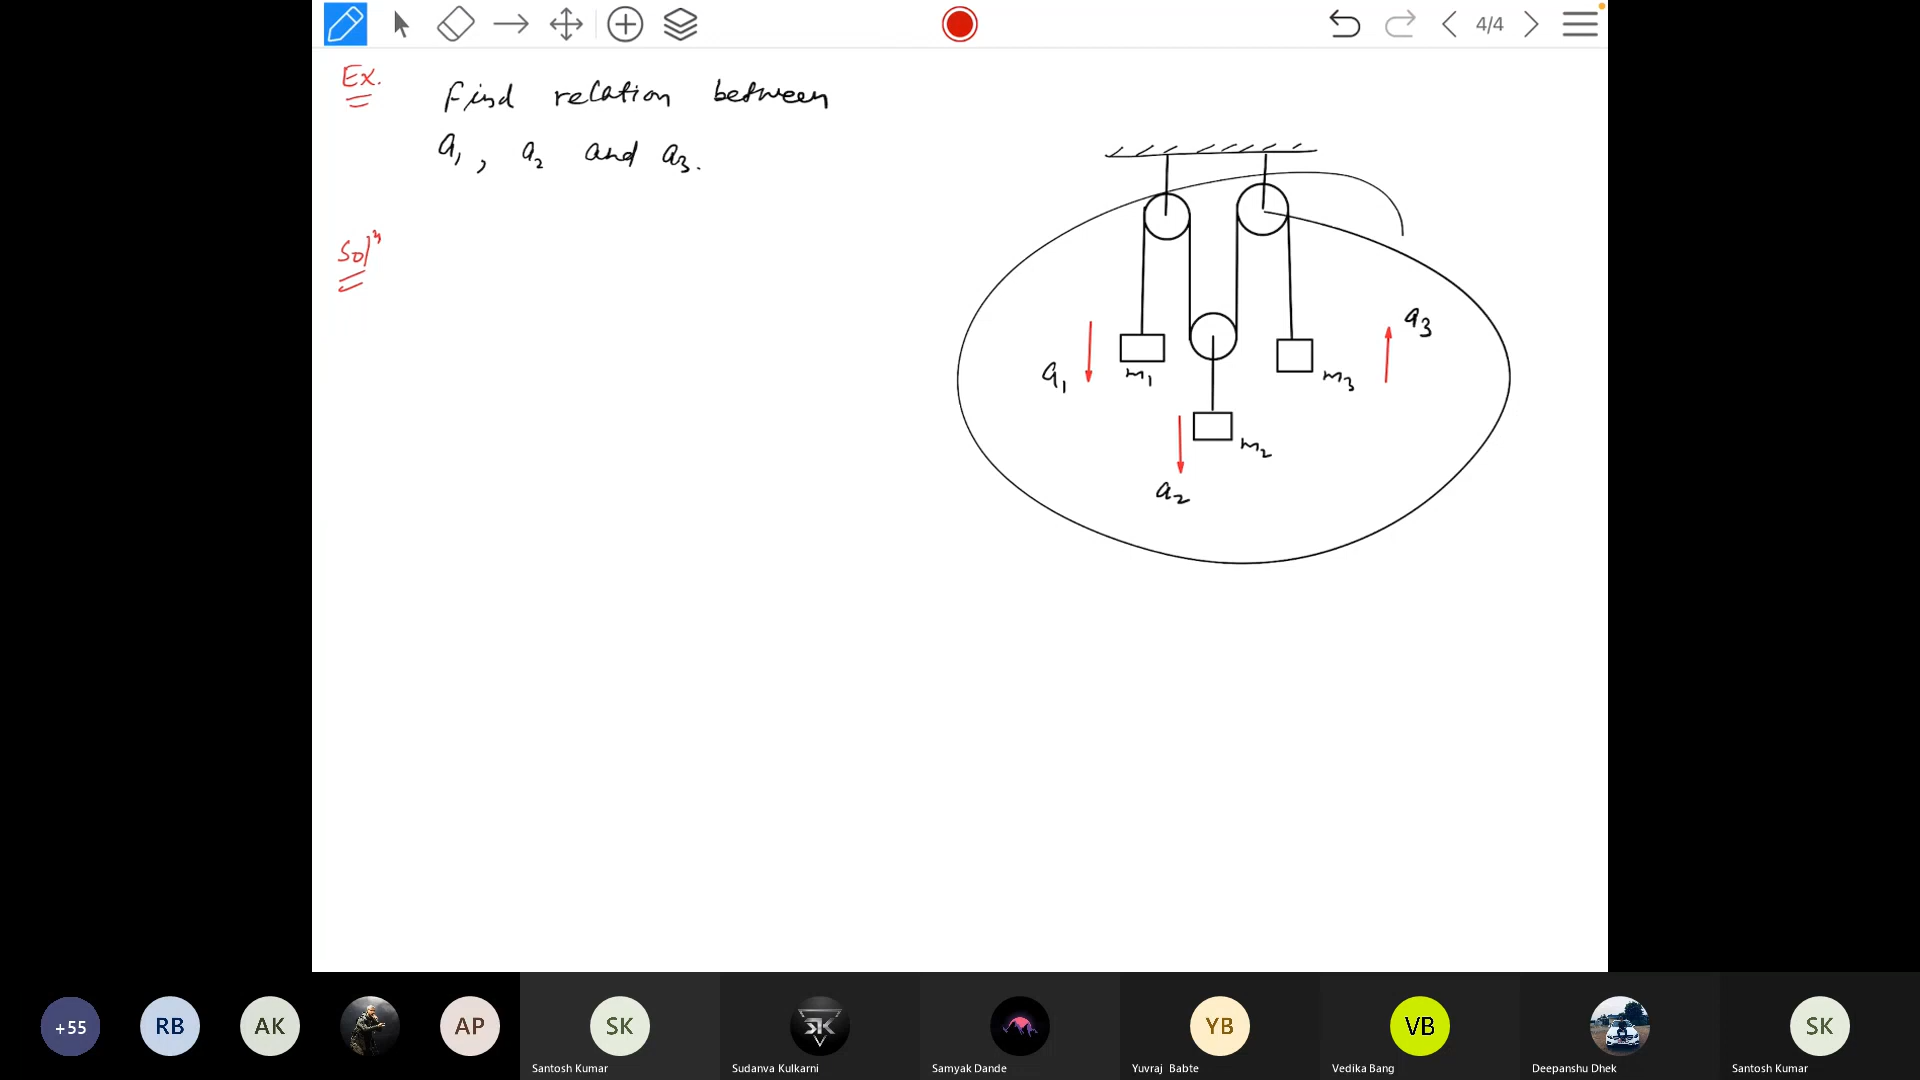 4/4
Ex.
Find relation between
a₁, a₂ and a₃.
Solⁿ
a₁
m₁
m₃
a₃
m₂
a₂
+55
RB
AK
AP
SK
SK
YB
VB
SK
Santosh Kumar
Sudanva Kulkarni
Samyak Dande
Yuvraj Babte
Vedika Bang
Deepanshu Dhek
Santosh Kumar